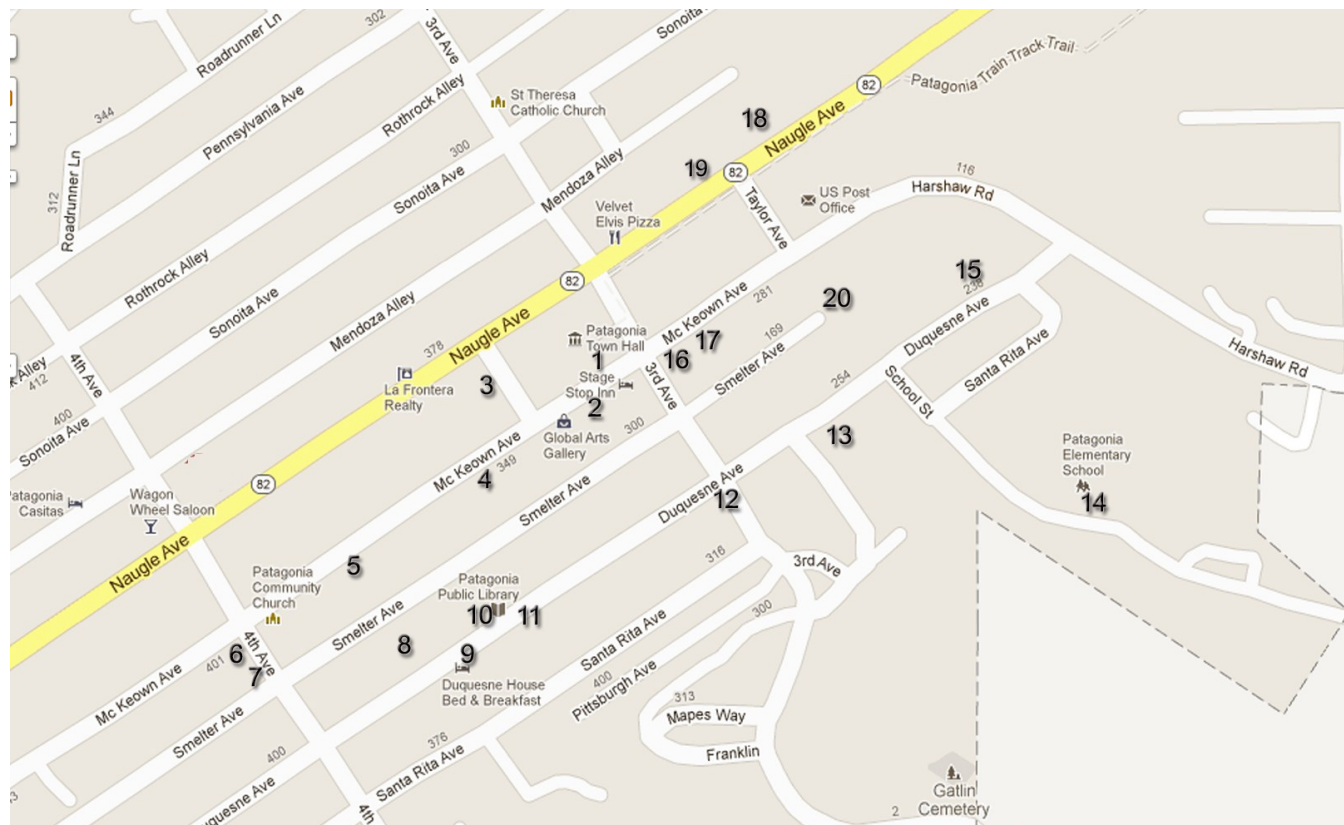 302
3rd Ave
Roadrunner Ln
Sonoita Ave
Pennsylvania Ave
Rothrock Alley
St Theresa
Catholic Church
82
Patagonia Train Track Trail
344
18
Naugle Ave
300
Mendoza Alley
19
82
116
Harshaw Rd
312
Roadrunner Ln
Sonoita Ave
US Post
Office
Taylor Ave
Velvet
Elvis Pizza
Rothrock Alley
15
238
82
Mc Keown Ave
281
20
Sonoita Ave
Mendoza Alley
Naugle Ave
378
Patagonia
Town Hall
17
169
Duquesne Ave
Harshaw Rd
1
16
Smelter Ave
Santa Rita Ave
Alley
412
4th Ave
La Frontera
Realty
3
Stage
Stop Inn
3rd Ave
254
School St
2
400
Sonoita Ave
Global Arts
Gallery
300
13
Patagonia
Elementary
School
Mc Keown Ave
349
4
14
82
Patagonia
Casitas
Wagon
Wheel Saloon
Smelter Ave
Duquesne Ave
12
Naugle Ave
5
316
3rd Ave
Patagonia
Community
Church
Patagonia
Public Library
300
10
11
Smelter Ave
Santa Rita Ave
8
9
6
401
4th Ave
7
Duquesne House
Bed & Breakfast
400
Pittsburgh Ave
Mc Keown Ave
313
Mapes Way
Smelter Ave
376
Franklin
400
Santa Rita Ave
Gatlin
Cemetery
uquesne Ave
4th
2